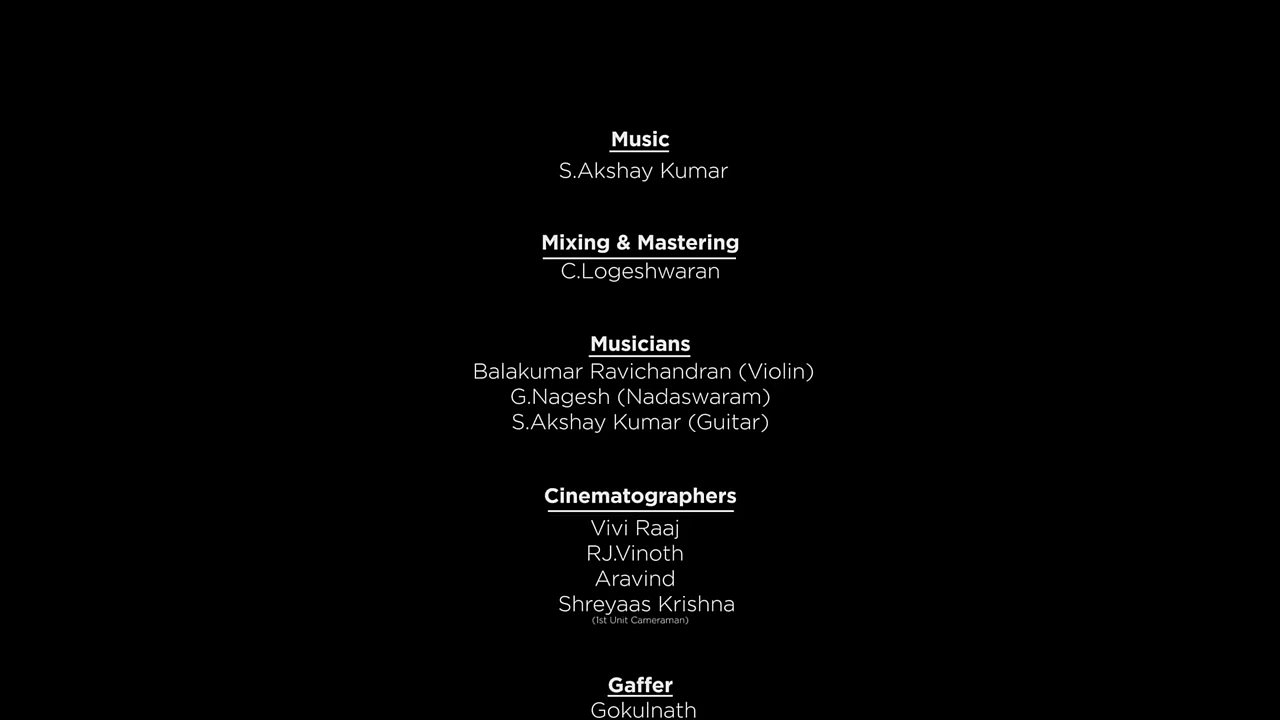 Music
S.Akshay Kumar
Mixing & Mastering
C.Logeshwaran
Musicians
Balakumar Ravichandran (Violin)
G.Nagesh (Nadaswaram)
S.Akshay Kumar (Guitar)
Cinematographers
Vivi Raaj
RJ.Vinoth
Aravind
Shreyaas Krishna
(1st Unit Cameraman)
Gaffer
Gokulnath